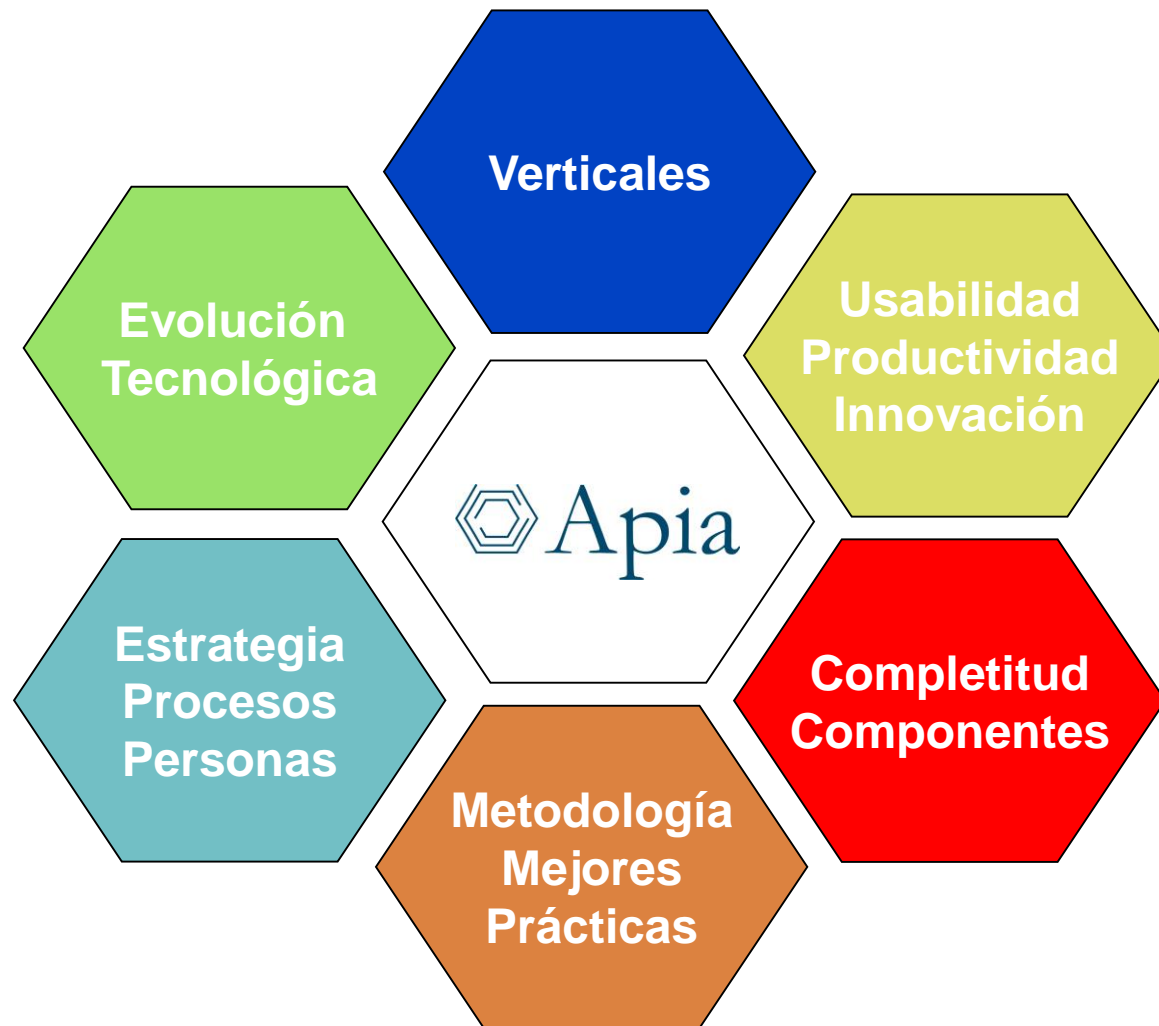 Verticales
Usabilidad
Productividad
Innovación
Evolución
Tecnológica
Apia
Completitud
Componentes
Estrategia
Procesos
Personas
Metodología
Mejores
Prácticas